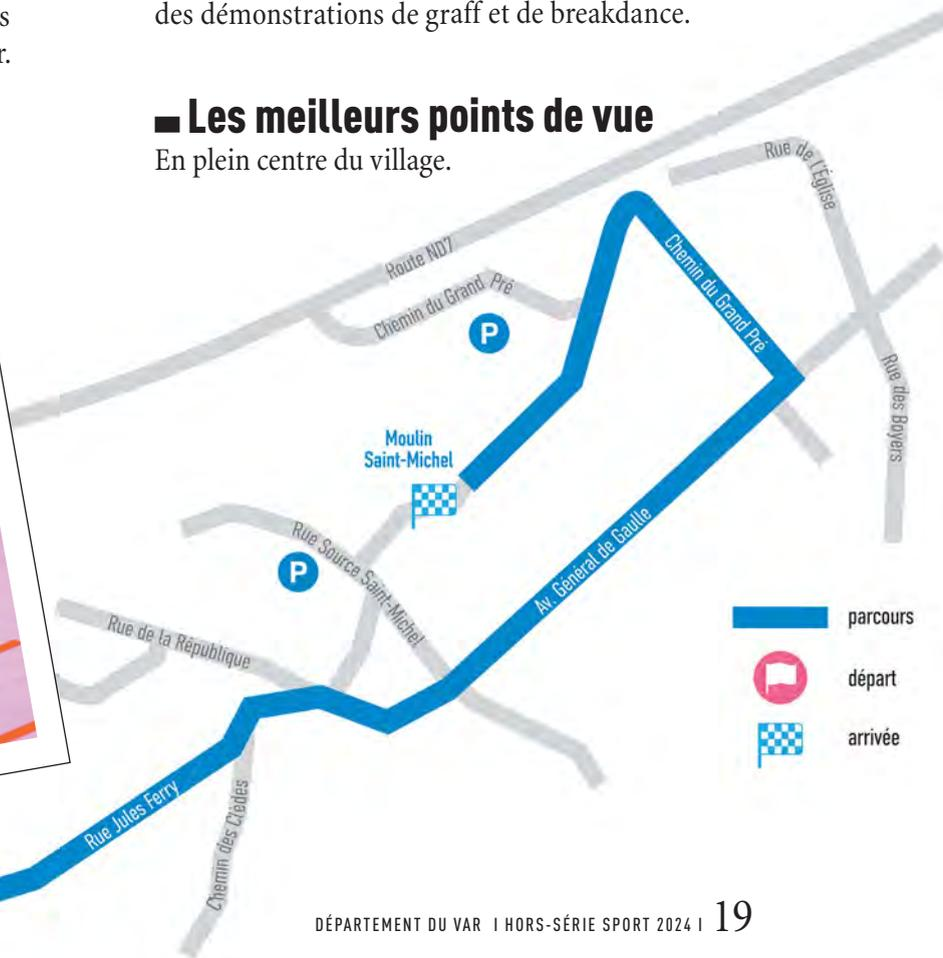 s
r.
des démonstrations de graff et de breakdance.
Les meilleurs points de vue
En plein centre du village.
Rue de l'Église
Route ND7
Chemin du Grand Pré
Chemin du Grand Pré
P
Rue des Boyers
Moulin
Saint-Michel
Rue Source Saint-Michel
P
Av. Général de Gaulle
Rue de la République
parcours
départ
arrivée
Rue Jules Ferry
Chemin des Clèdes
DÉPARTEMENT DU VAR I HORS-SÉRIE SPORT 2024 I 19